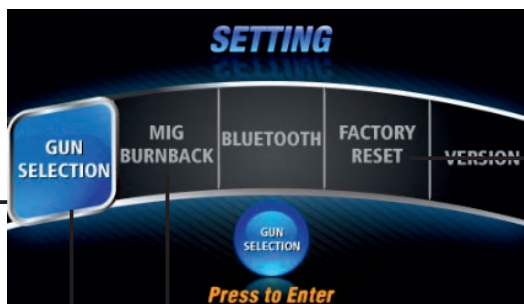 SETTING
GUN
SELECTION
MIG
BURNBACK
BLUETOOTH
FACTORY
RESET
VERSION
GUN
SELECTION
Press to Enter